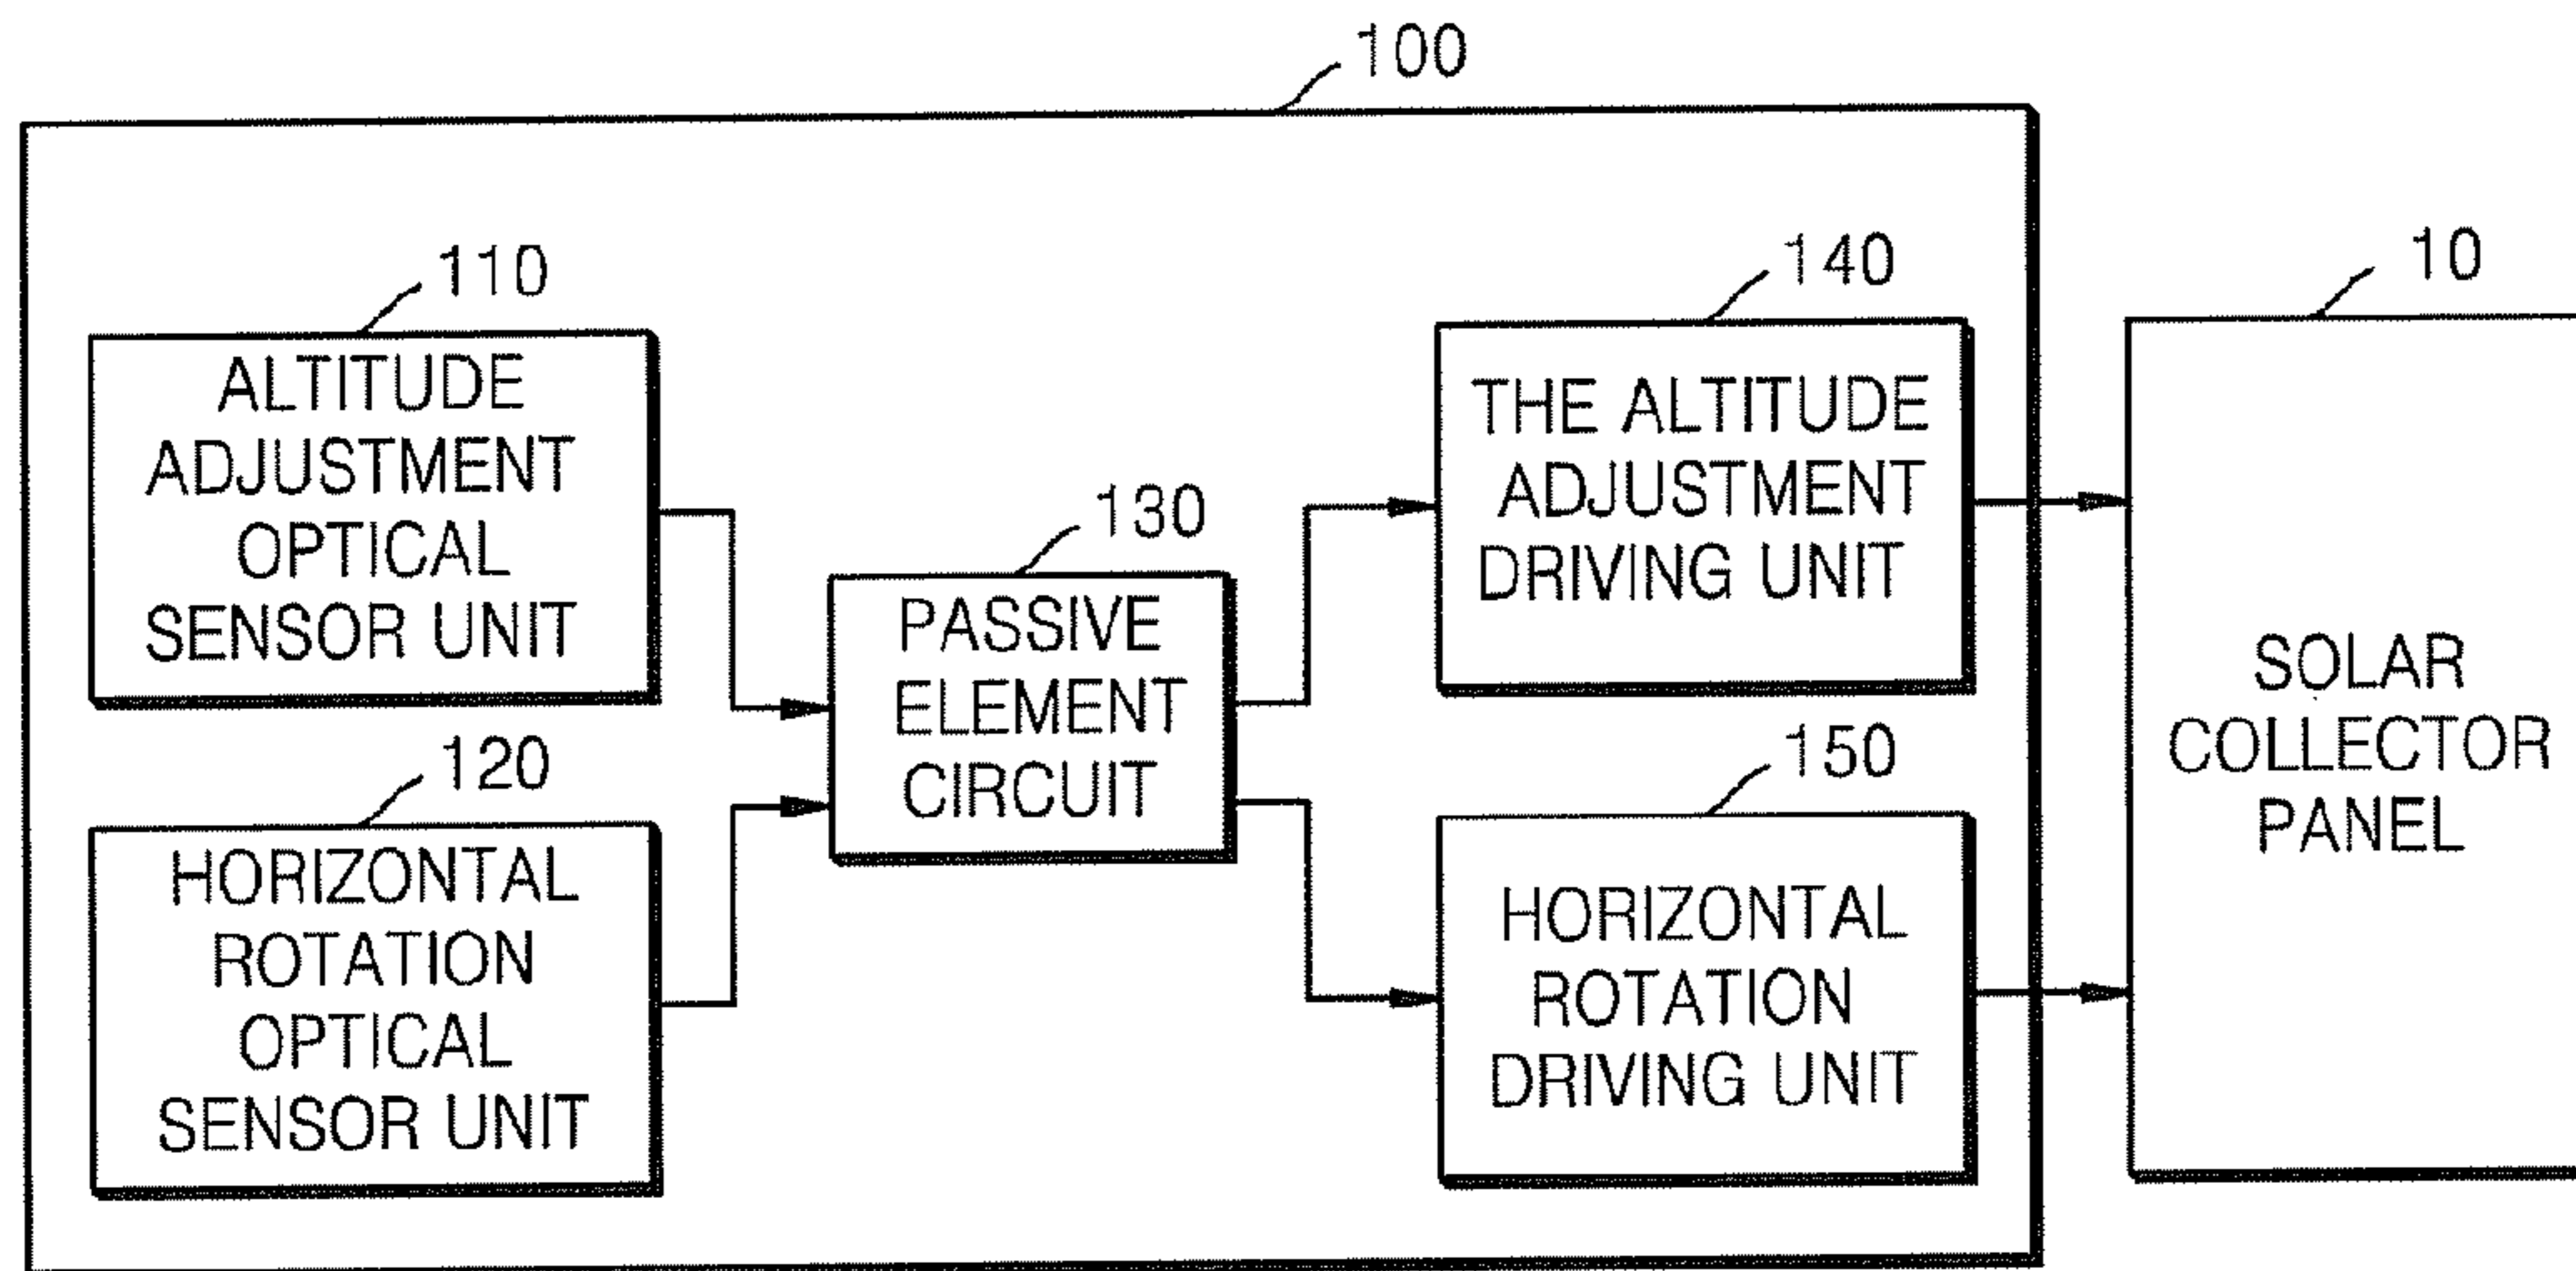 100
110
ALTITUDE
ADJUSTMENT
OPTICAL
SENSOR UNIT
120
HORIZONTAL
ROTATION
OPTICAL
SENSOR UNIT
130
PASSIVE
ELEMENT
CIRCUIT
140
THE ALTITUDE
ADJUSTMENT
DRIVING UNIT
150
HORIZONTAL
ROTATION
DRIVING UNIT
10
SOLAR
COLLECTOR
PANEL